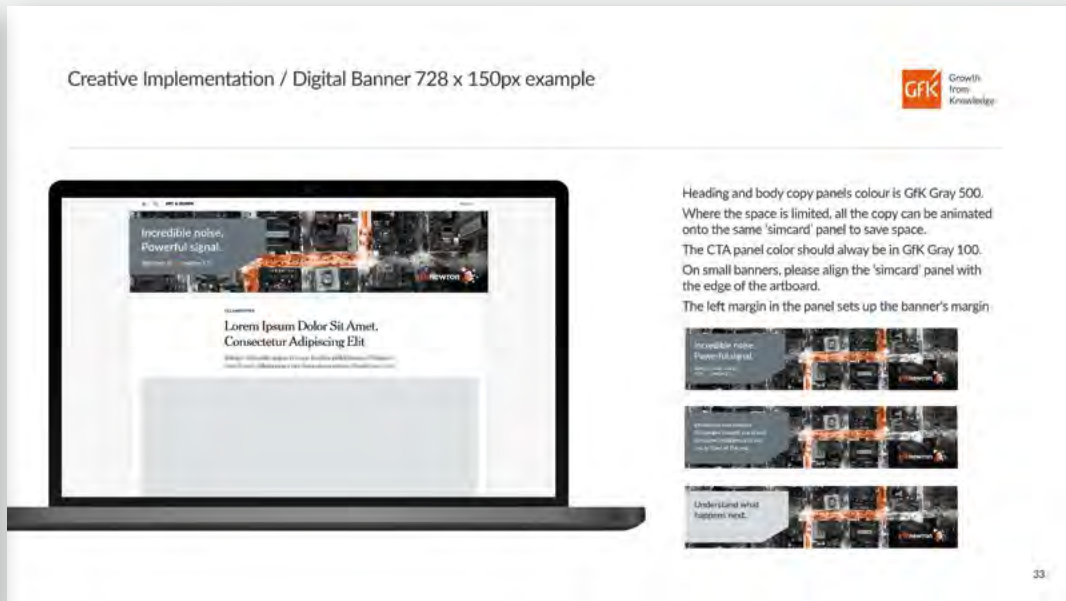 Creative Implementation / Digital Banner 728 x 150px example
GfK
Growth
from
Knowledge
Incredible noise.
Powerful signal.
newron
Lorem Ipsum Dolor Sit Amet,
Consectetur Adipiscing Elit
Heading and body copy panels colour is GfK Gray 500.
Where the space is limited, all the copy can be animated
onto the same 'simcard' panel to save space.
The CTA panel color should alway be in GfK Gray 100.
On small banners, please align the 'simcard' panel with
the edge of the artboard.
The left margin in the panel sets up the banner's margin
Incredible noise.
Powerful signal.
newron
newron
Understand what
happens next.
newron
33